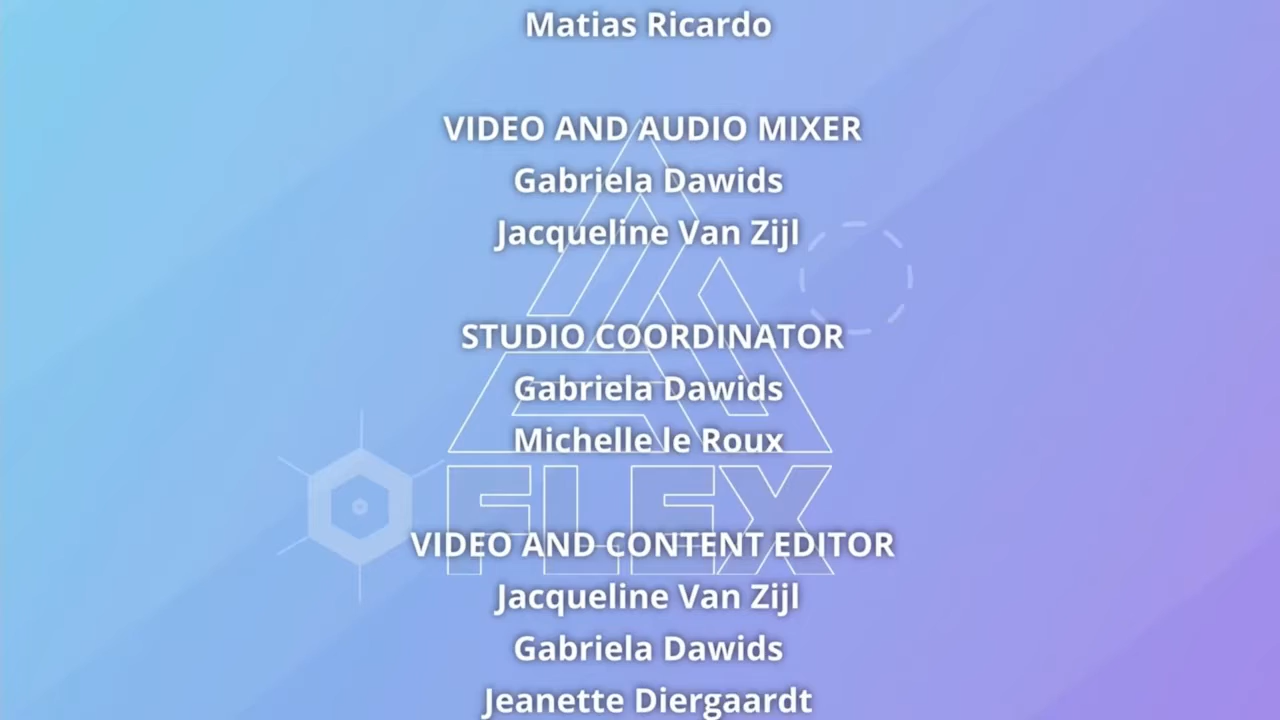 Matias Ricardo
VIDEO AND AUDIO MIXER
Gabriela Dawids
Jacqueline Van Zijl
STUDIO COORDINATOR
Gabriela Dawids
Michelle le Roux
FLEX
VIDEO AND CONTENT EDITOR
Jacqueline Van Zijl
Gabriela Dawids
Jeanette Diergaardt